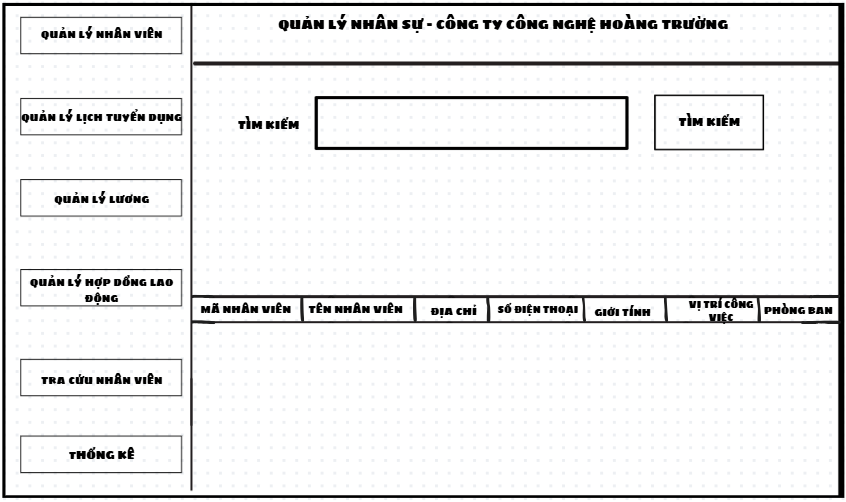 QUẢN LÝ NHÂN SỰ - CÔNG TY CÔNG NGHỆ HOÀNG TRƯỜNG
QUẢN LÝ NHÂN VIÊN
QUẢN LÝ LỊCH TUYỂN DỤNG
QUẢN LÝ LƯƠNG
QUẢN LÝ HỢP ĐỒNG LAO
ĐỘNG
TRA CỨU NHÂN VIÊN
THỐNG KÊ
TÌM KIẾM
TÌM KIẾM
MÃ NHÂN VIÊN
TÊN NHÂN VIÊN
ĐỊA CHỈ
SỐ ĐIỆN THOẠI
GIỚI TÍNH
VỊ TRÍ CÔNG
VIỆC
PHÒNG BAN